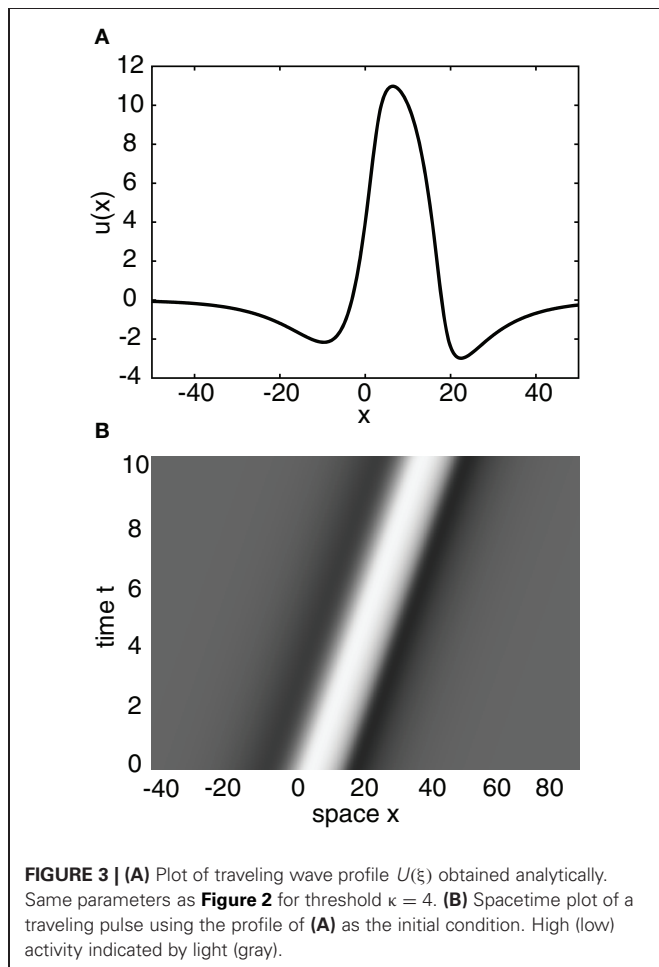 A
12
10
8
6
4
2
0
-2
-4
u(x)
-40 -20 0 20 40
x
B
10
8
6
4
2
0
time t
-40 -20 0 20 40 60 80
space x
FIGURE 3 | (A) Plot of traveling wave profile U(ξ) obtained analytically.
Same parameters as Figure 2 for threshold κ = 4. (B) Spacetime plot of a
traveling pulse using the profile of (A) as the initial condition. High (low)
activity indicated by light (gray).